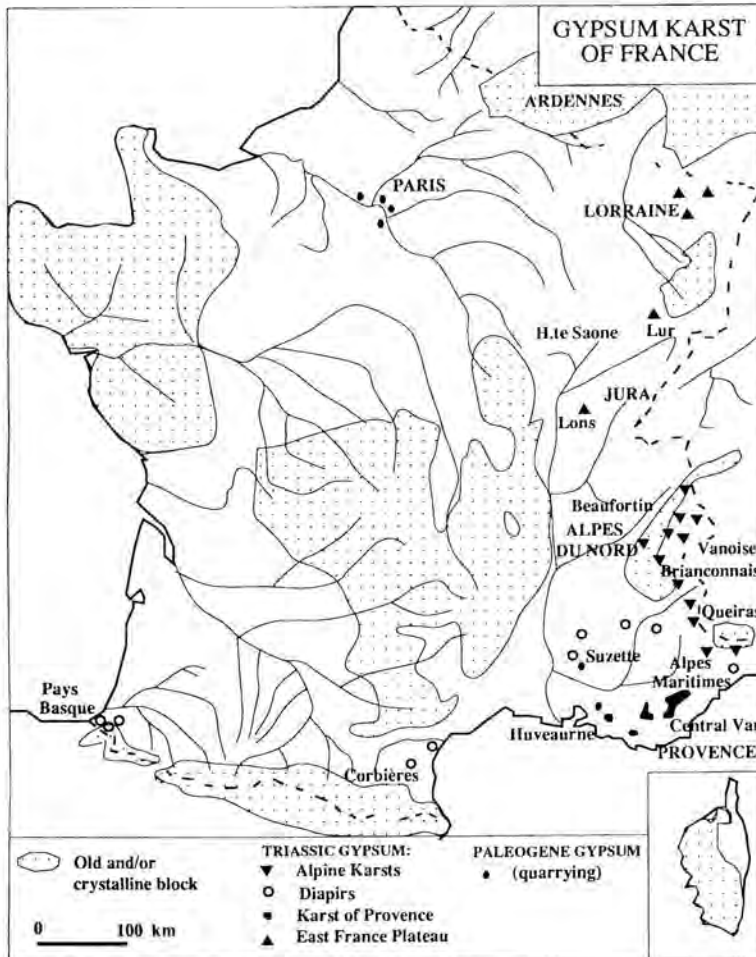 GYPSUM KARST
OF FRANCE
ARDENNES
PARIS
LORRAINE
Lur
H.te Saone
JURA
Lons
Beaufortin
ALPES
DU NORD
Vanoise
Briançonnais
Queiras
Suzette
Alpes
Maritimes
Pays
Basque
Huveaurne
Central Var
PROVENCE
Corbières
Old and/or
crystalline block
0 100 km
TRIASSIC GYPSUM:
Alpine Karsts
Diapirs
Karst of Provence
East France Plateau
PALEOGENE GYPSUM
(quarrying)